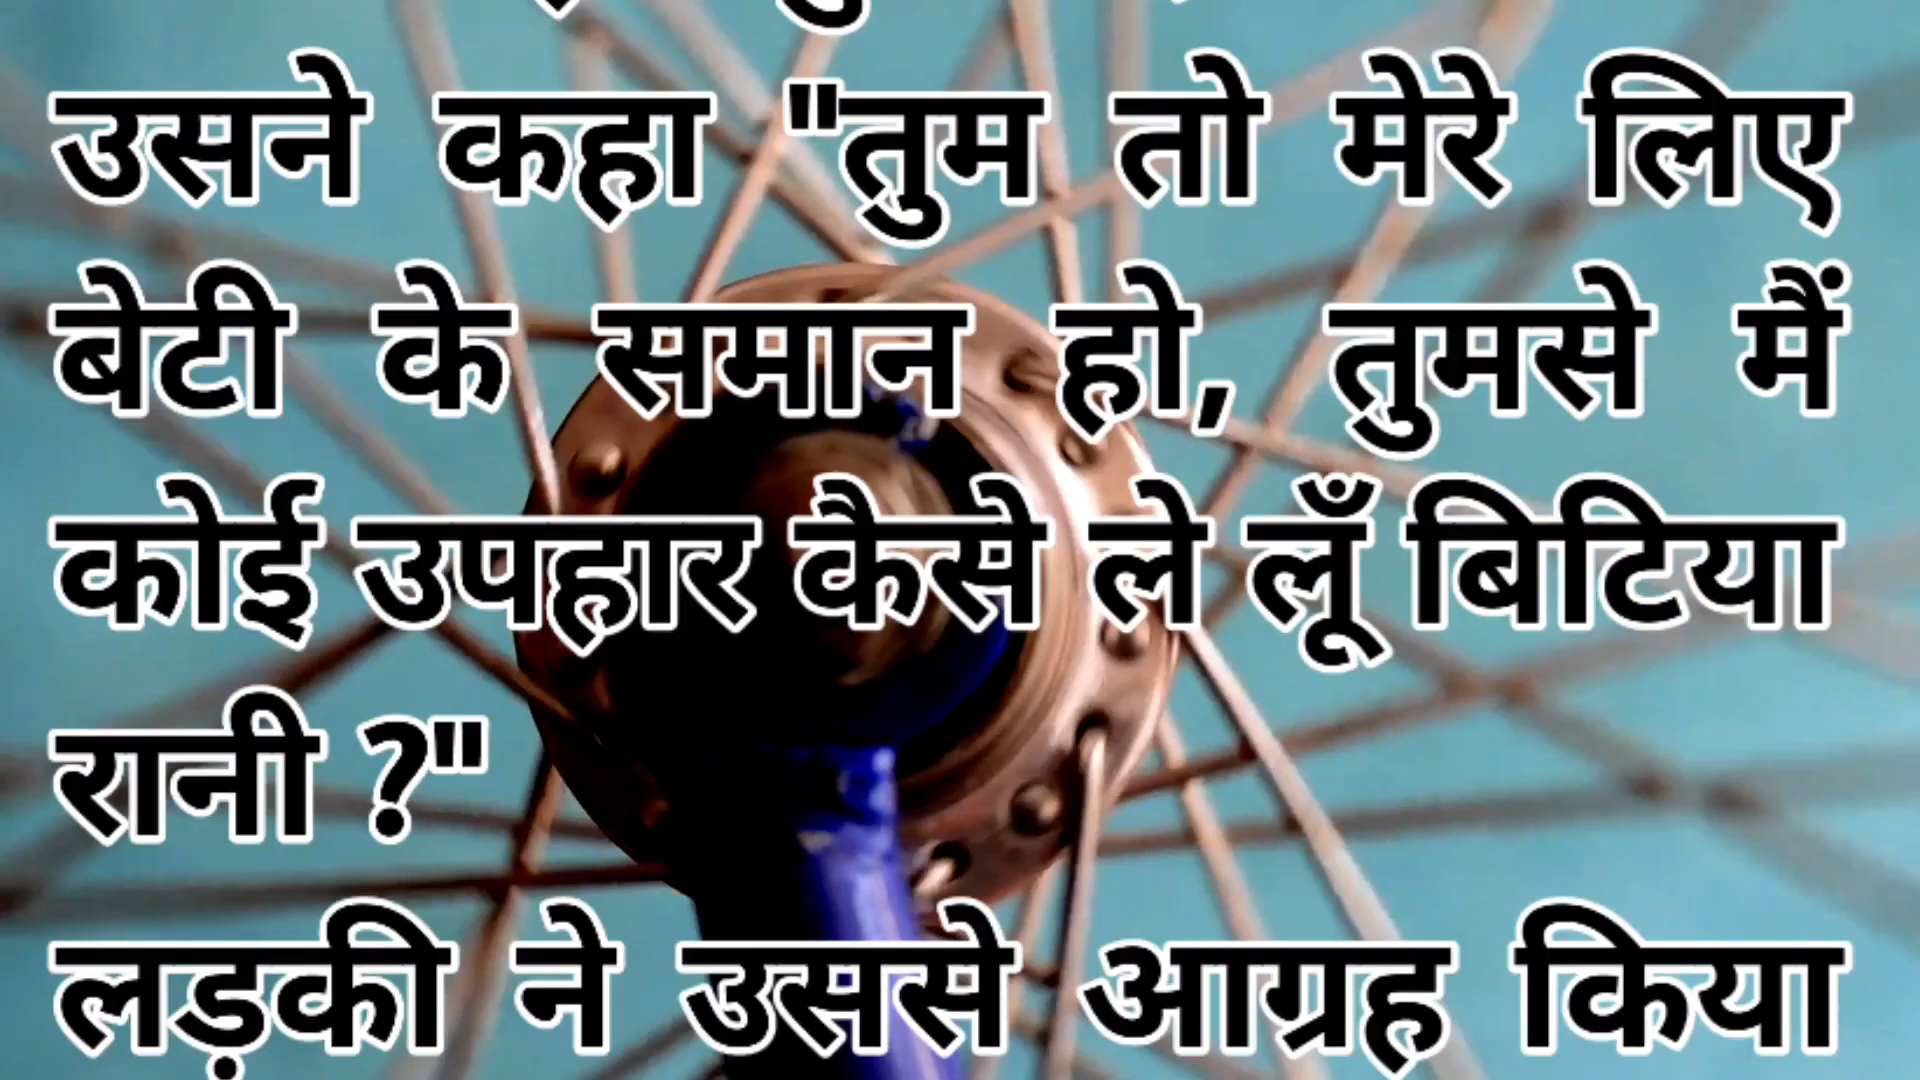 उसने कहा "तुम तो मेरे लिए
बेटी के समान हो, तुमसे मैं
कोई उपहार कैसे ले लूँ बिटिया
रानी ?"
लड़की ने उससे आग्रह किया